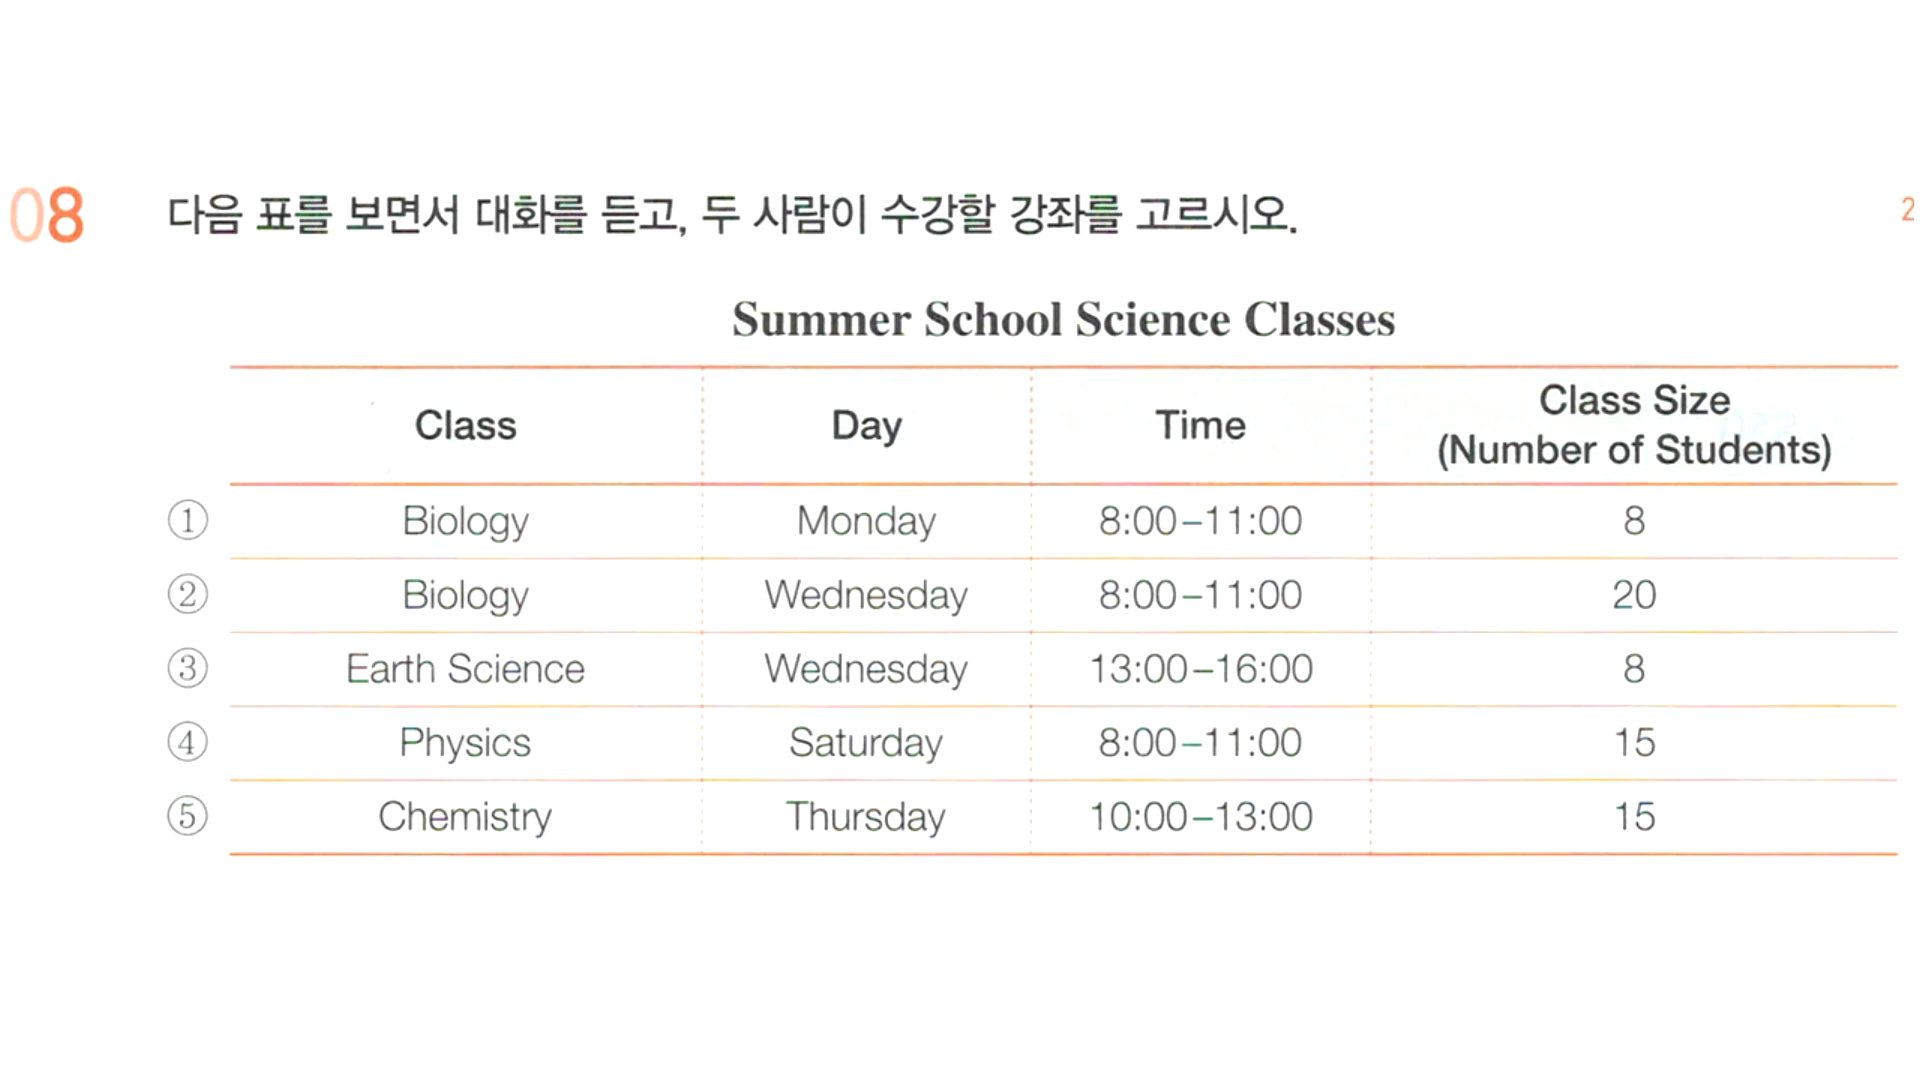 08 다음 표를 보면서 대화를 듣고, 두 사람이 수강할 강좌를 고르시오. 2
Summer School Science Classes
Class Day Time Class Size (Number of Students)
① Biology Monday 8:00–11:00 8
② Biology Wednesday 8:00–11:00 20
③ Earth Science Wednesday 13:00–16:00 8
④ Physics Saturday 8:00–11:00 15
⑤ Chemistry Thursday 10:00–13:00 15